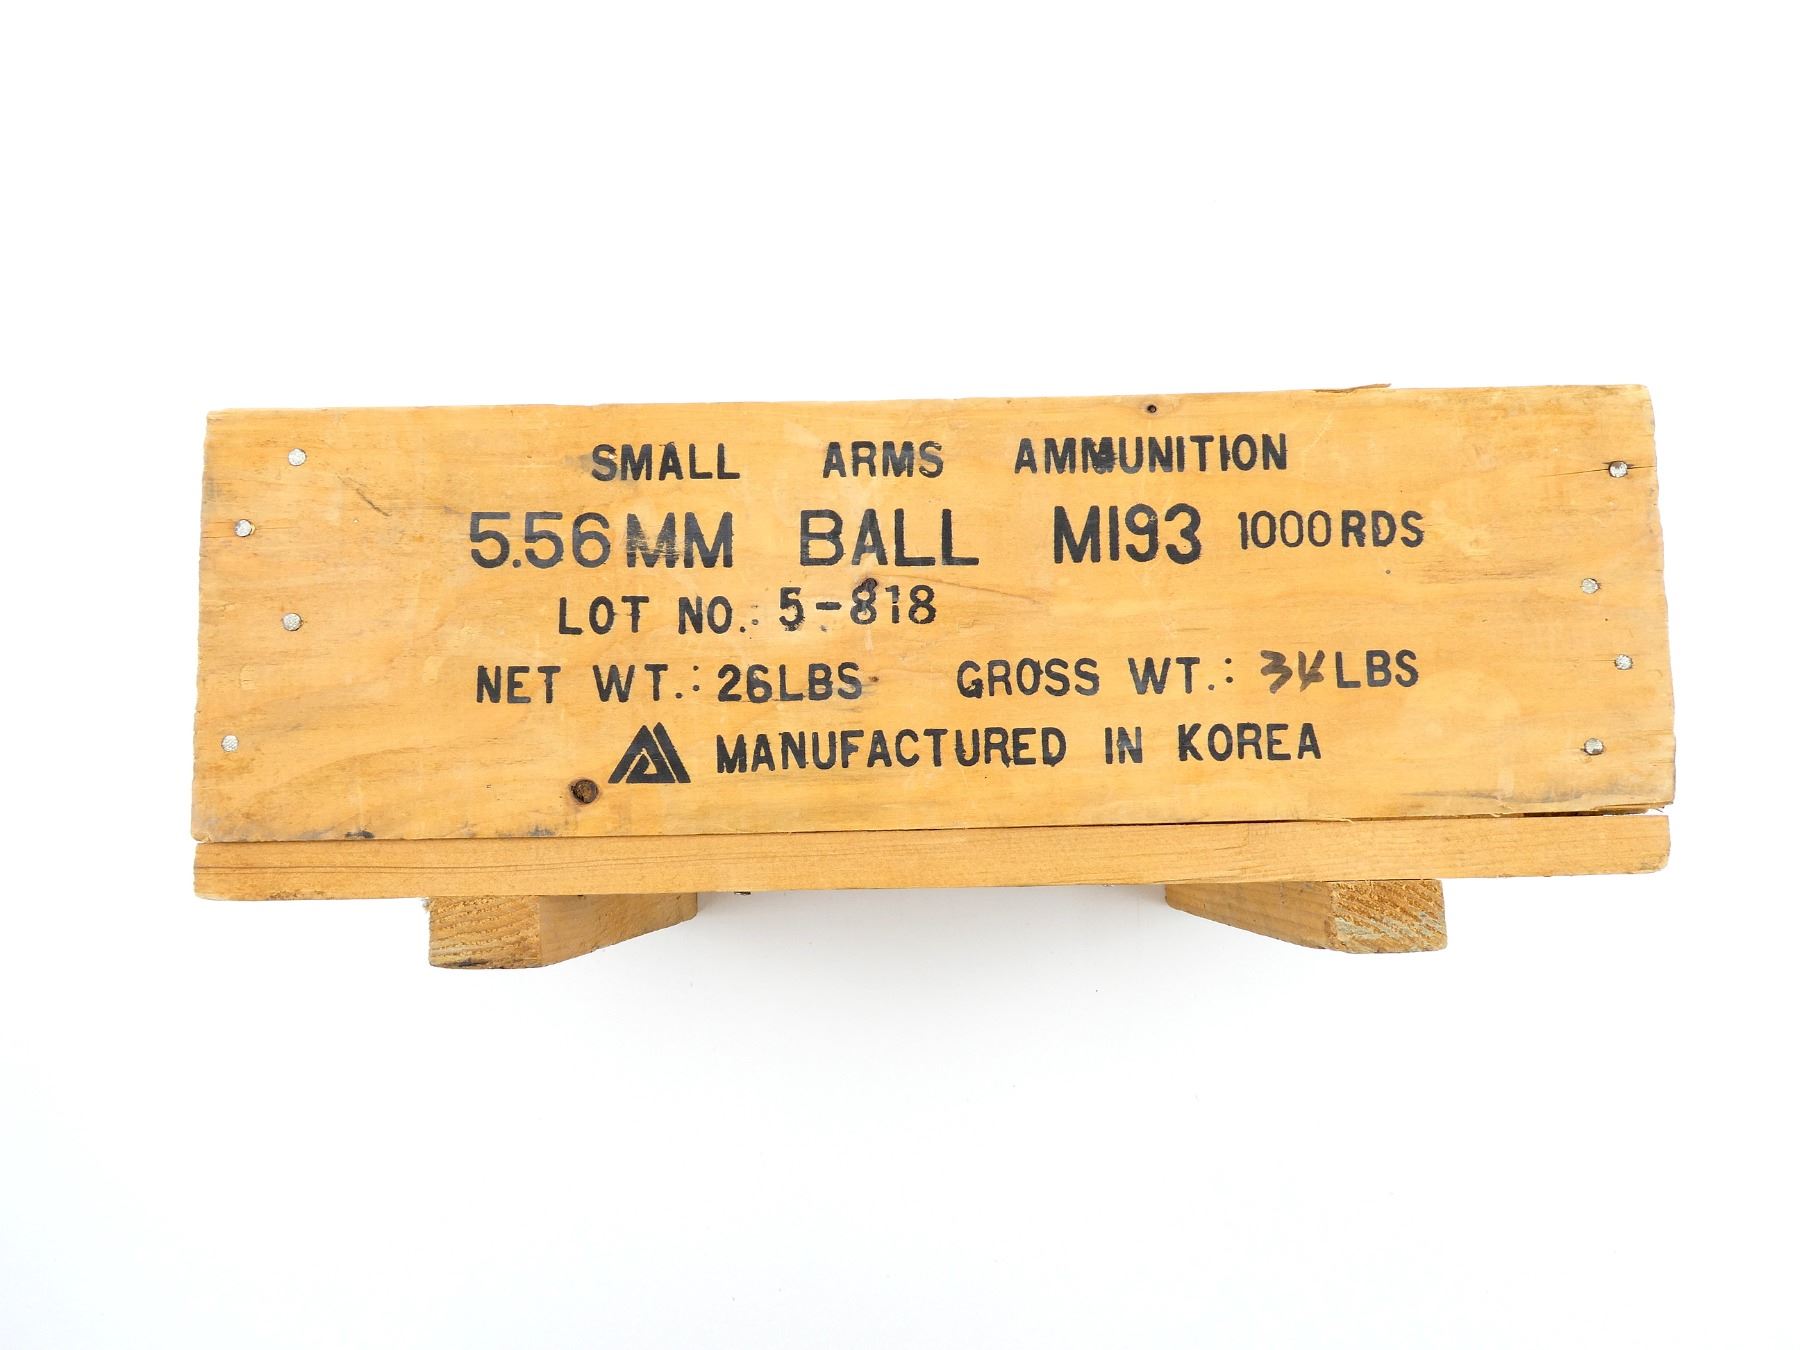 SMALL ARMS AMMUNITION
5.56MM BALL M193 1000RDS
LOT NO.: 5-818
NET WT.: 26LBS GROSS WT.: 34LBS
MANUFACTURED IN KOREA